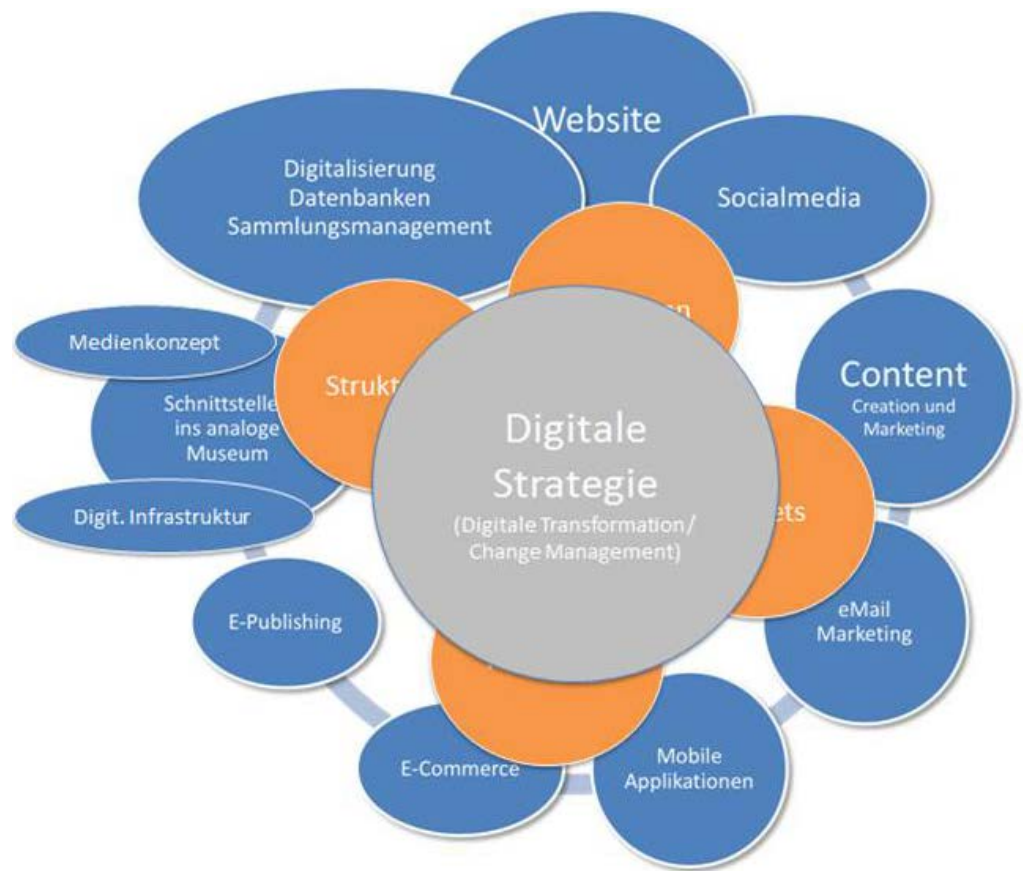 Website
Digitalisierung
Datenbanken
Sammlungsmanagement
Socialmedia
Medienkonzept
Schnittstelle
ins analoge
Museum
Digit. Infrastruktur
Content
Creation und
Marketing
Digitale
Strategie
(Digitale Transformation /
Change Management)
E-Publishing
eMail
Marketing
E-Commerce
Mobile
Applikationen